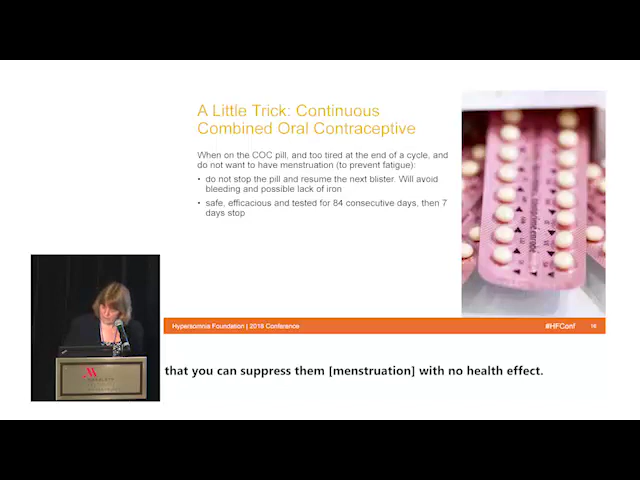 A Little Trick: Continuous
Combined Oral Contraceptive
When on the COC pill, and too tired at the end of a cycle, and
do not want to have menstruation (to prevent fatigue):
• do not stop the pill and resume the next blister. Will avoid
bleeding and possible lack of iron
• safe, efficacious and tested for 84 consecutive days, then 7
days stop
Hypersomnia Foundation | 2018 Conference
#HFConf
16
that you can suppress them [menstruation] with no health effect.